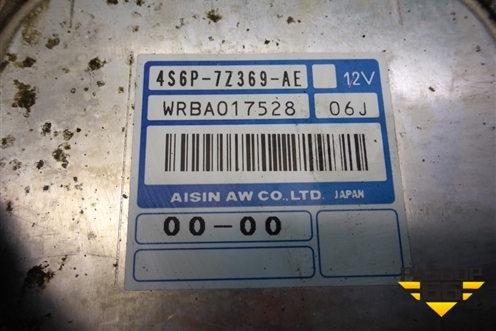 4S6P-7Z369-AE 12V
WRBA017528 06J
AISIN AW CO.,LTD. JAPAN
00-00